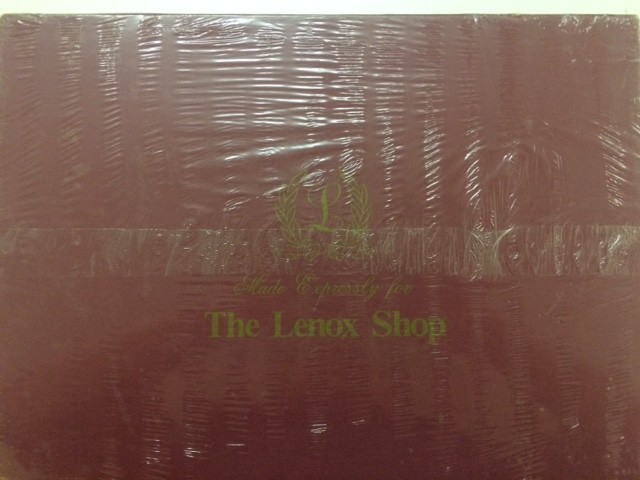 L
Made Expressly for
The Lenox Shop